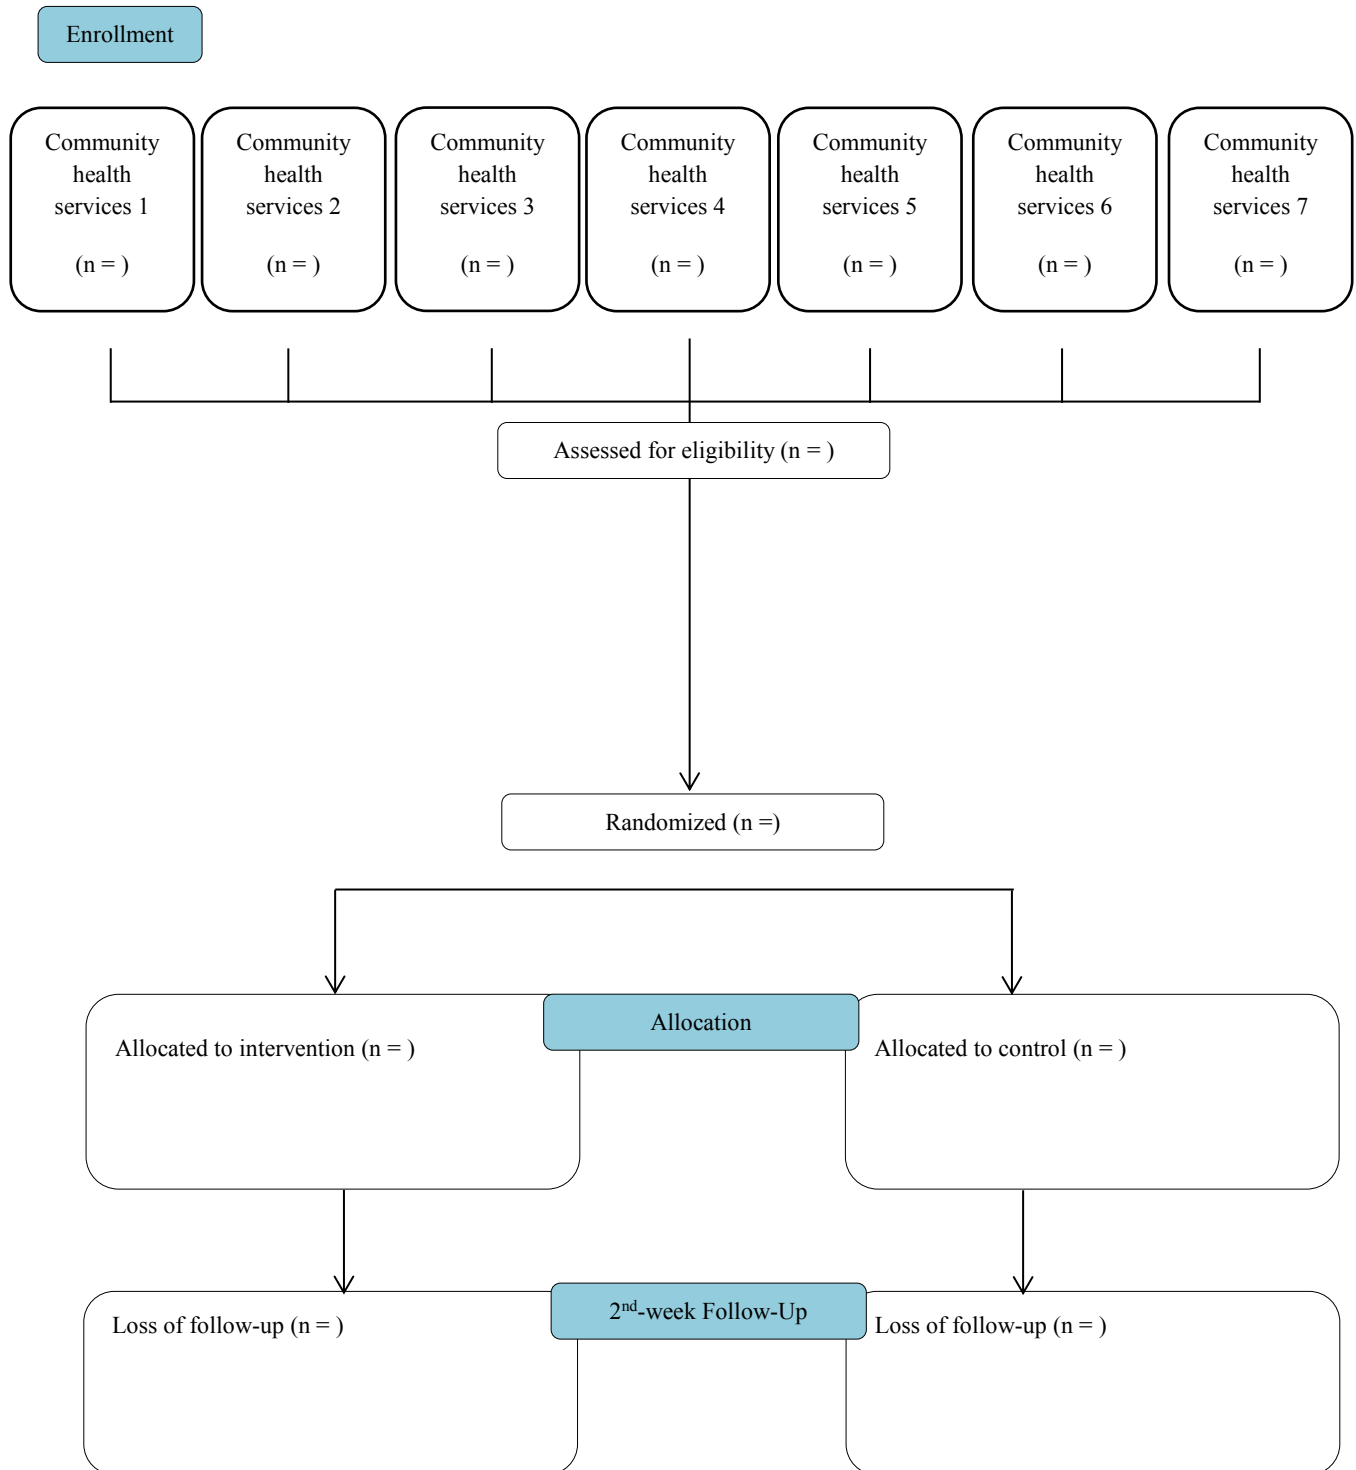 Enrollment
Community
health
services 1
(n = )
Community
health
services 2
(n = )
Community
health
services 3
(n = )
Community
health
services 4
(n = )
Community
health
services 5
(n = )
Community
health
services 6
(n = )
Community
health
services 7
(n = )
Assessed for eligibility (n = )
Randomized (n =)
Allocation
Allocated to intervention (n = )
Allocated to control (n = )
2nd-week Follow-Up
Loss of follow-up (n = )
Loss of follow-up (n = )